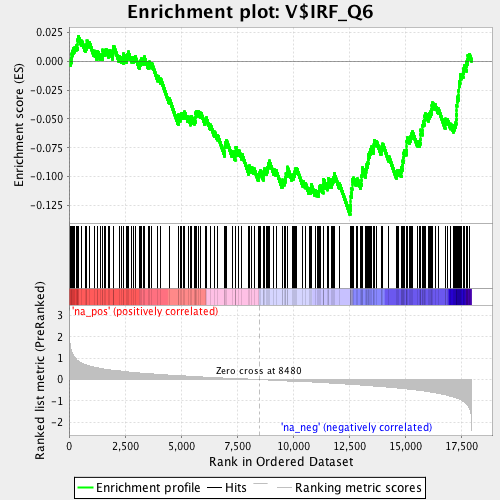 Enrichment plot: V$IRF_Q6
Enrichment score (ES)
0.025
0.000
-0.025
-0.050
-0.075
-0.100
-0.125
'na_pos' (positively correlated)
Ranked list metric (PreRanked)
3
2
1
0
-1
-2
Zero cross at 8480
'na_neg' (negatively correlated)
0
2,500
5,000
7,500
10,000
12,500
15,000
17,500
Rank in Ordered Dataset
Enrichment profile
Hits
Ranking metric scores